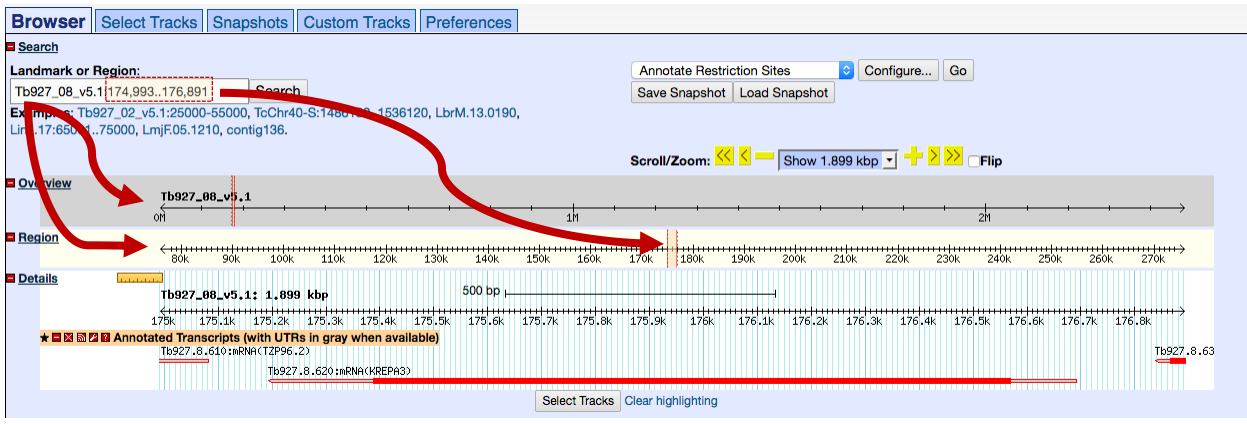 Browser Select Tracks Snapshots Custom Tracks Preferences
Search
Landmark or Region:
Tb927_08_v5.1:174,993..176,891 Search
Annotate Restriction Sites Configure... Go
Save Snapshot Load Snapshot
Examples: Tb927_02_v5.1:25000-55000, TcChr40-S:1486130..1536120, LbrM.13.0190,
75000, LmjF.05.1210, contig136.
Scroll/Zoom: << < Show 1.899 kbp > >> Flip
Overview
Tb927_08_v5.1
0M 1M 2M
Region
80k 90k 100k 110k 120k 130k 140k 150k 160k 170k 180k 190k 200k 210k 220k 230k 240k 250k 260k 270k
Details
Tb927_08_v5.1: 1.899 kbp
500 bp
175k 175.1k 175.2k 175.3k 175.4k 175.5k 175.6k 175.7k 175.8k 175.9k 176k 176.1k 176.2k 176.3k 176.4k 176.5k 176.6k 176.7k 176.8k
Annotated Transcripts (with UTRs in gray when available)
Tb927.8.610:mRNA(TZP96.2) Tb927.8.63
Tb927.8.620:mRNA(KREPA3)
Select Tracks Clear highlighting